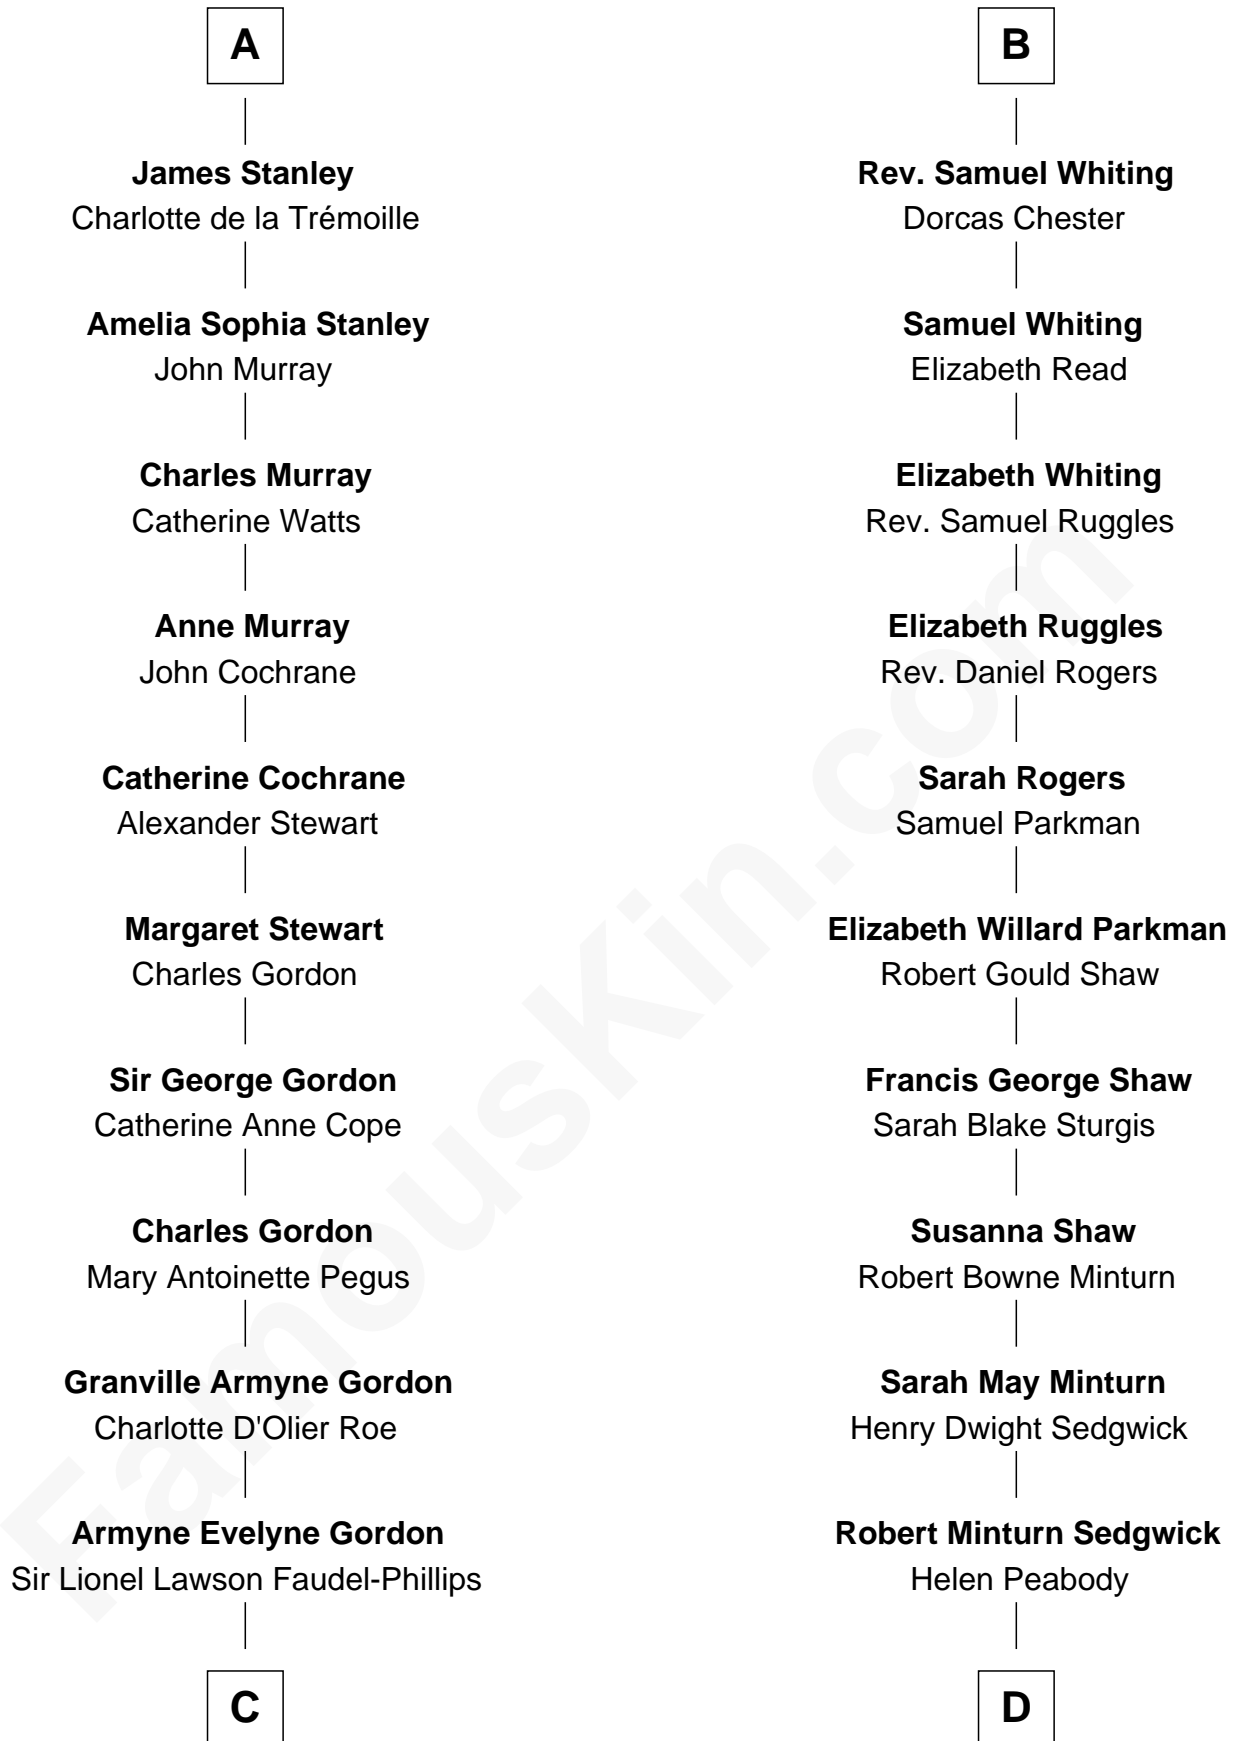 A
James Stanley
Charlotte de la Trémoille
Amelia Sophia Stanley
John Murray
Charles Murray
Catherine Watts
Anne Murray
John Cochrane
Catherine Cochrane
Alexander Stewart
Margaret Stewart
Charles Gordon
Sir George Gordon
Catherine Anne Cope
Charles Gordon
Mary Antoinette Pegus
Granville Armyne Gordon
Charlotte D'Olier Roe
Armyne Evelyne Gordon
Sir Lionel Lawson Faudel-Phillips
C
B
Rev. Samuel Whiting
Dorcas Chester
Samuel Whiting
Elizabeth Read
Elizabeth Whiting
Rev. Samuel Ruggles
Elizabeth Ruggles
Rev. Daniel Rogers
Sarah Rogers
Samuel Parkman
Elizabeth Willard Parkman
Robert Gould Shaw
Francis George Shaw
Sarah Blake Sturgis
Susanna Shaw
Robert Bowne Minturn
Sarah May Minturn
Henry Dwight Sedgwick
Robert Minturn Sedgwick
Helen Peabody
D
FamousKin.com